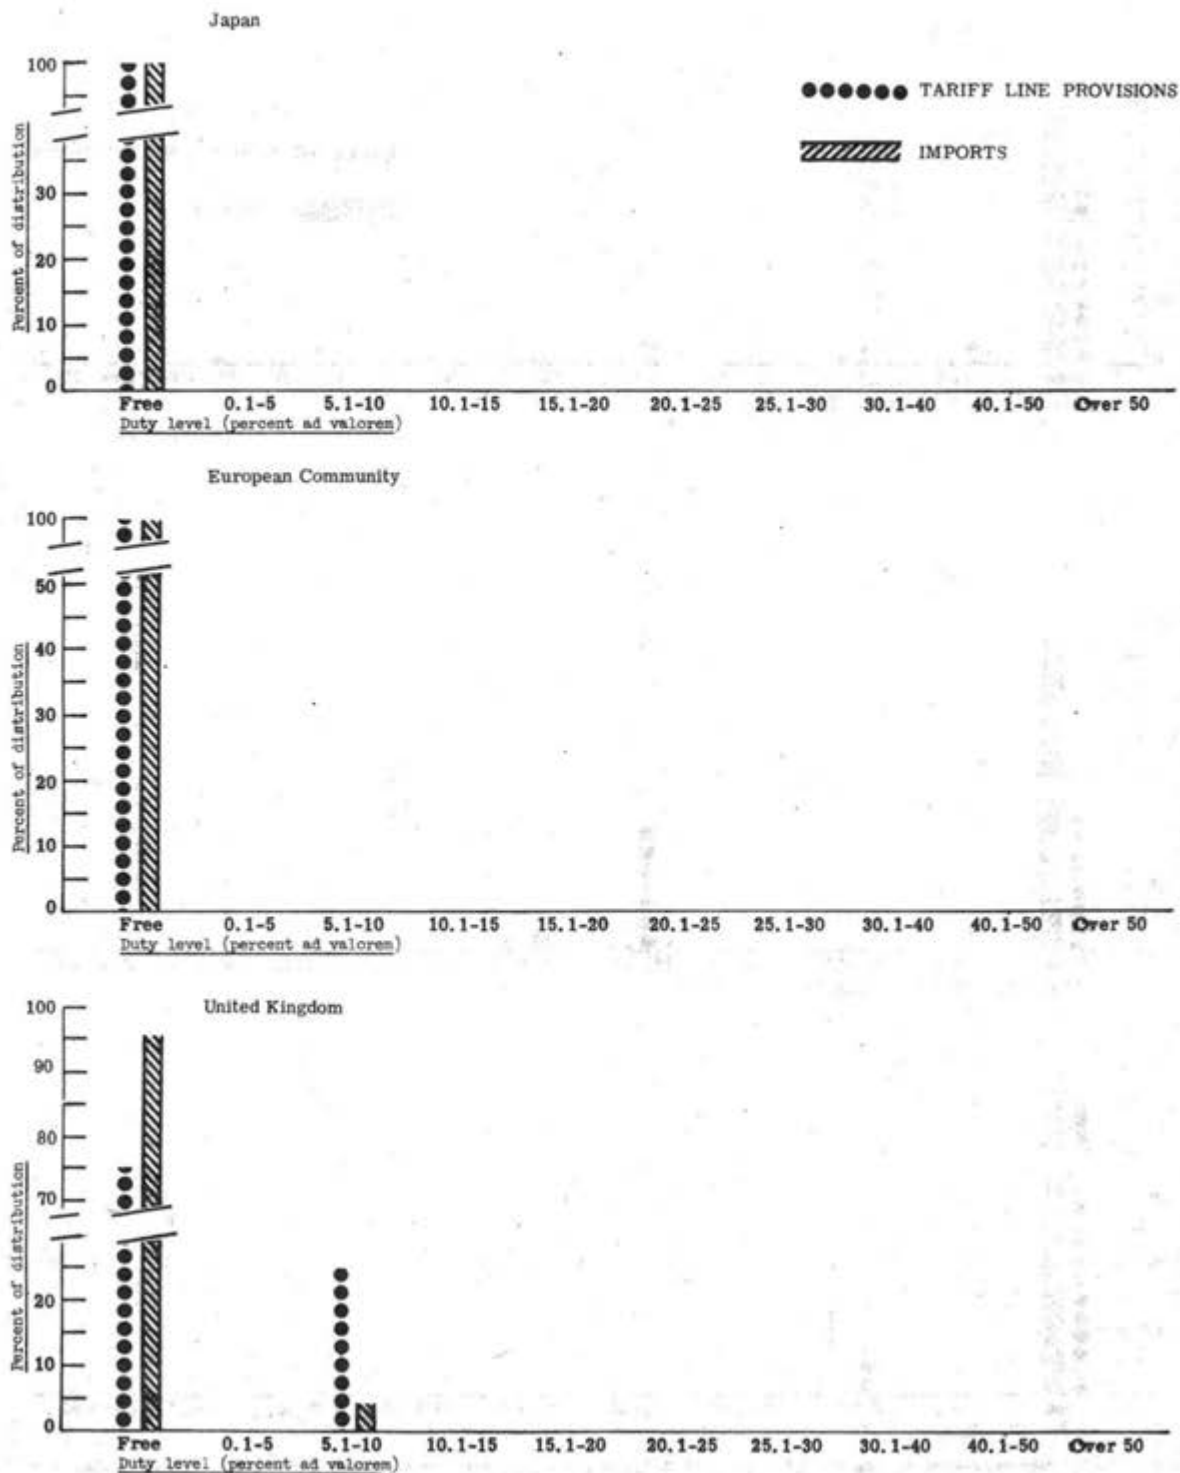 Japan
100
30
20
10
0
Percent of distribution
TARIFF LINE PROVISIONS
IMPORTS
Free 0.1-5 5.1-10 10.1-15 15.1-20 20.1-25 25.1-30 30.1-40 40.1-50 Over 50
Duty level (percent ad valorem)
European Community
100
50
40
30
20
10
0
Percent of distribution
Free 0.1-5 5.1-10 10.1-15 15.1-20 20.1-25 25.1-30 30.1-40 40.1-50 Over 50
Duty level (percent ad valorem)
United Kingdom
100
90
80
70
20
10
0
Percent of distribution
Free 0.1-5 5.1-10 10.1-15 15.1-20 20.1-25 25.1-30 30.1-40 40.1-50 Over 50
Duty level (percent ad valorem)